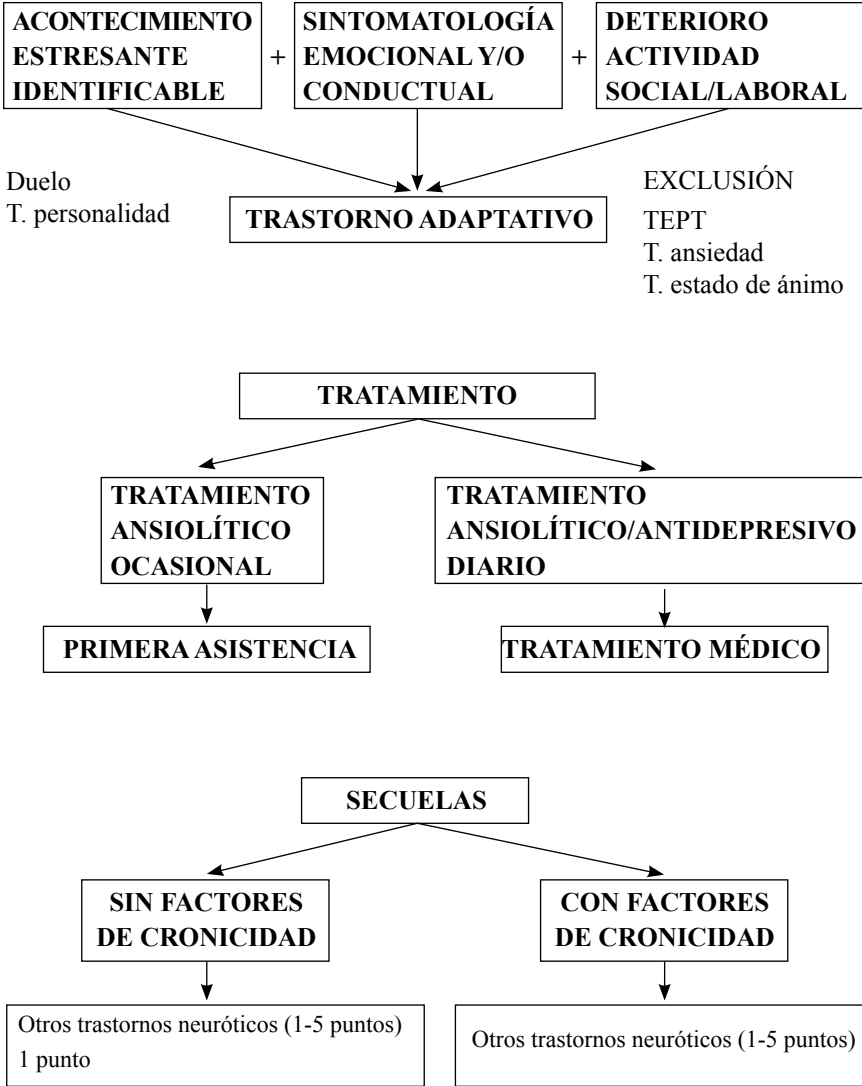 ACONTECIMIENTO
ESTRESANTE
IDENTIFICABLE
+
SINTOMATOLOGÍA
EMOCIONAL Y/O
CONDUCTUAL
+
DETERIORO
ACTIVIDAD
SOCIAL/LABORAL
Duelo
T. personalidad
TRASTORNO ADAPTATIVO
EXCLUSIÓN
TEPT
T. ansiedad
T. estado de ánimo
TRATAMIENTO
TRATAMIENTO
ANSIOLÍTICO
OCASIONAL
TRATAMIENTO
ANSIOLÍTICO/ANTIDEPRESIVO
DIARIO
PRIMERA ASISTENCIA
TRATAMIENTO MÉDICO
SECUELAS
SIN FACTORES
DE CRONICIDAD
CON FACTORES
DE CRONICIDAD
Otros trastornos neuróticos (1-5 puntos)
1 punto
Otros trastornos neuróticos (1-5 puntos)